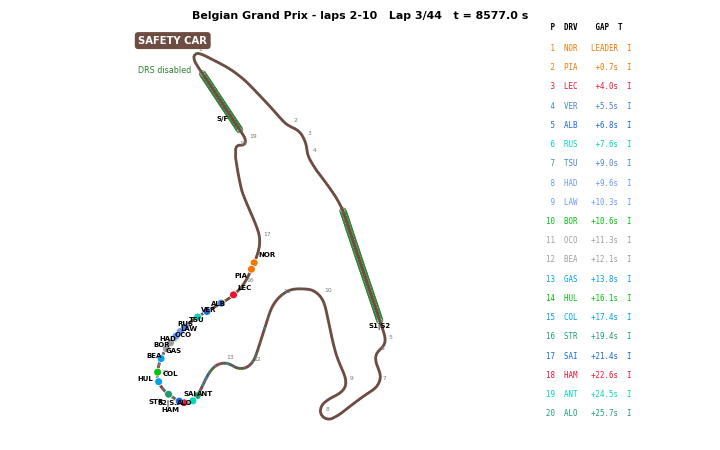 Belgian Grand Prix - laps 2-10   Lap 3/44   t = 8577.0 s
SAFETY CAR
DRS disabled
P DRV GAP T
1 NOR LEADER I
2 PIA +0.7s I
3 LEC +4.0s I
4 VER +5.5s I
5 ALB +6.8s I
6 RUS +7.6s I
7 TSU +9.0s I
8 HAD +9.6s I
9 LAW +10.3s I
10 BOR +10.6s I
11 OCO +11.3s I
12 BEA +12.1s I
13 GAS +13.8s I
14 HUL +16.1s I
15 COL +17.4s I
16 STR +19.4s I
17 SAI +21.4s I
18 HAM +22.6s I
19 ANT +24.5s I
20 ALO +25.7s I
S/F
2
3
4
19
17
NOR
PIA
16
LEC
ALB
VER
TSU
RUS
LAW
OCO
HAD
BOR
GAS
BEA
COL
HUL
STR
S2|S3
ALO
HAM
SAI
ANT
13
12
10
S1|S2
5
7
9
8